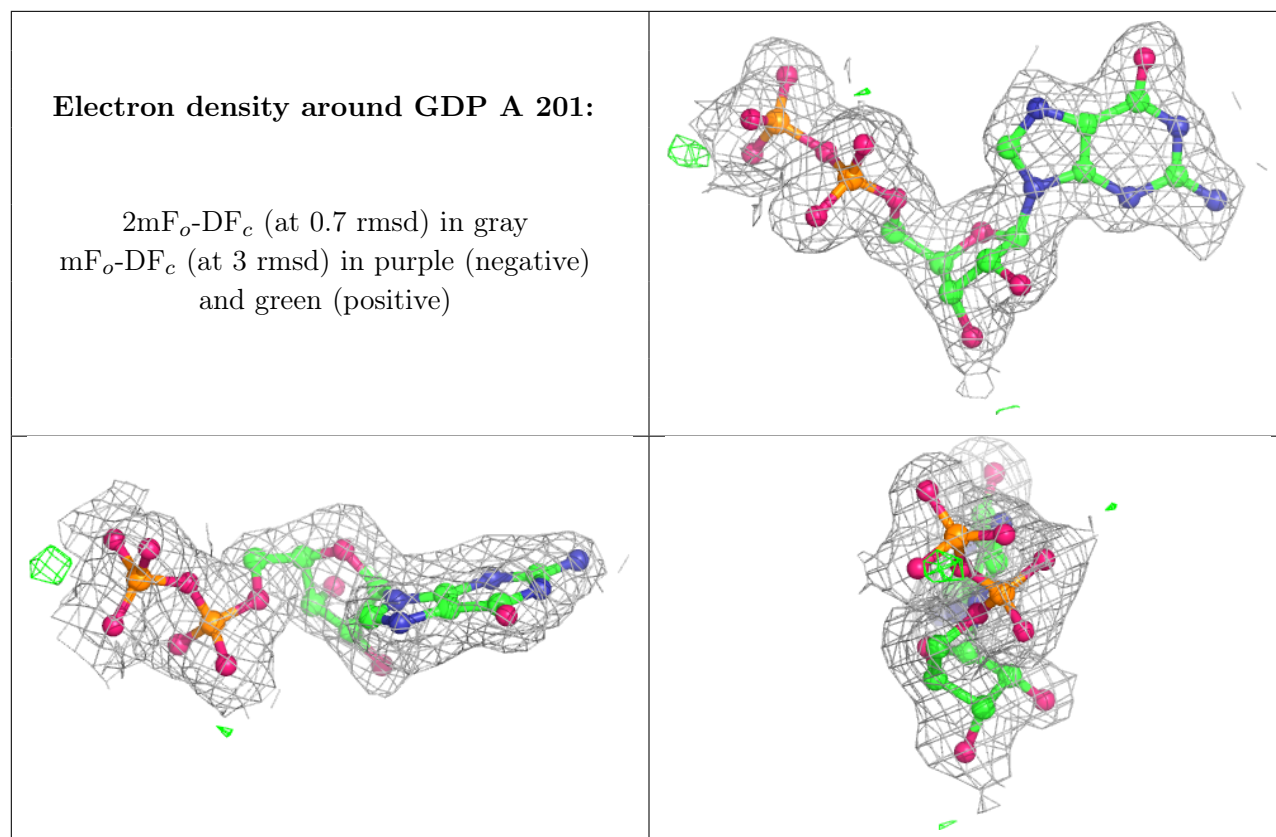 Electron density around GDP A 201:
2mFo-DFc (at 0.7 rmsd) in gray
mFo-DFc (at 3 rmsd) in purple (negative)
and green (positive)